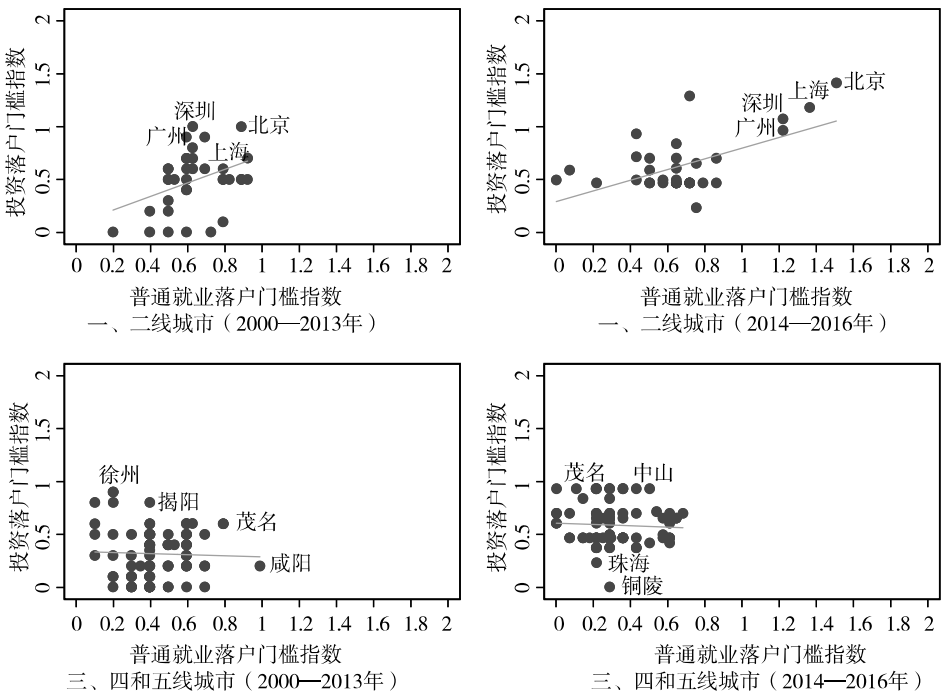 投资落户门槛指数
2
1.5
1
0.5
0
深圳
北京
广州
上海
0 0.2 0.4 0.6 0.8 1 1.2 1.4 1.6 1.8 2
普通就业落户门槛指数
一、二线城市（2000—2013年）
投资落户门槛指数
2
1.5
1
0.5
0
北京
上海
深圳
广州
0 0.2 0.4 0.6 0.8 1 1.2 1.4 1.6 1.8 2
普通就业落户门槛指数
一、二线城市（2014—2016年）
投资落户门槛指数
2
1.5
1
0.5
0
徐州
揭阳
茂名
咸阳
0 0.2 0.4 0.6 0.8 1 1.2 1.4 1.6 1.8 2
普通就业落户门槛指数
三、四和五线城市（2000—2013年）
投资落户门槛指数
2
1.5
1
0.5
0
茂名 中山
珠海
铜陵
0 0.2 0.4 0.6 0.8 1 1.2 1.4 1.6 1.8 2
普通就业落户门槛指数
三、四和五线城市（2014—2016年）